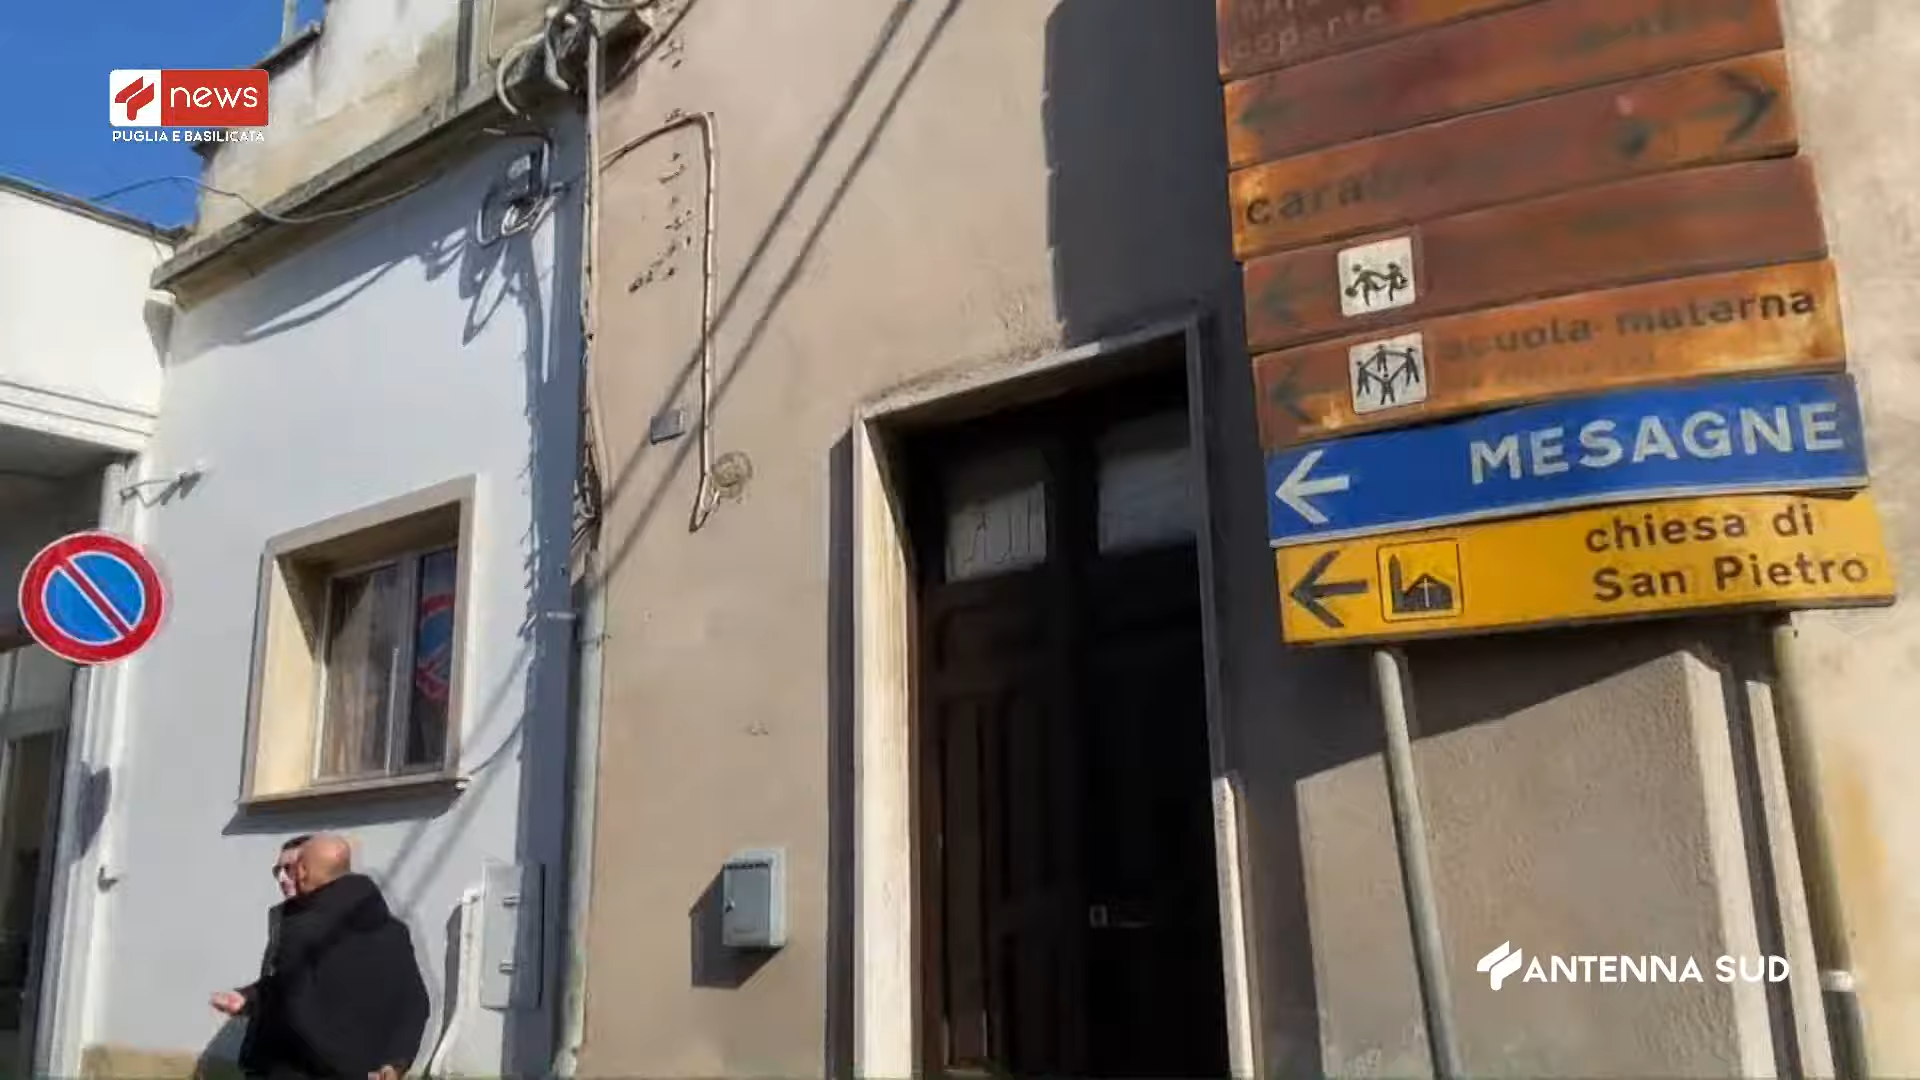 news
PUGLIA E BASILICATA
coperte
scuola materna
MESAGNE
chiesa di
San Pietro
ANTENNA SUD